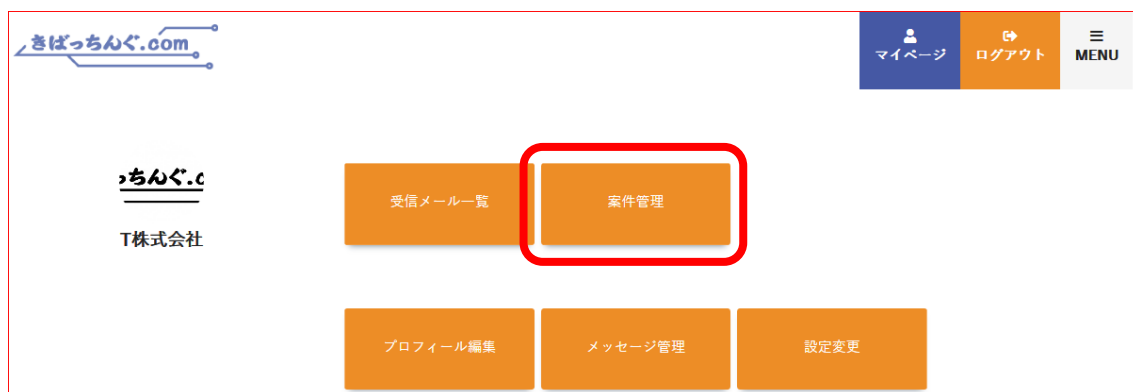 きばっちんぐ.com
マイページ
ログアウト
MENU
っちんぐ.c
T株式会社
受信メール一覧
案件管理
プロフィール編集
メッセージ管理
設定変更